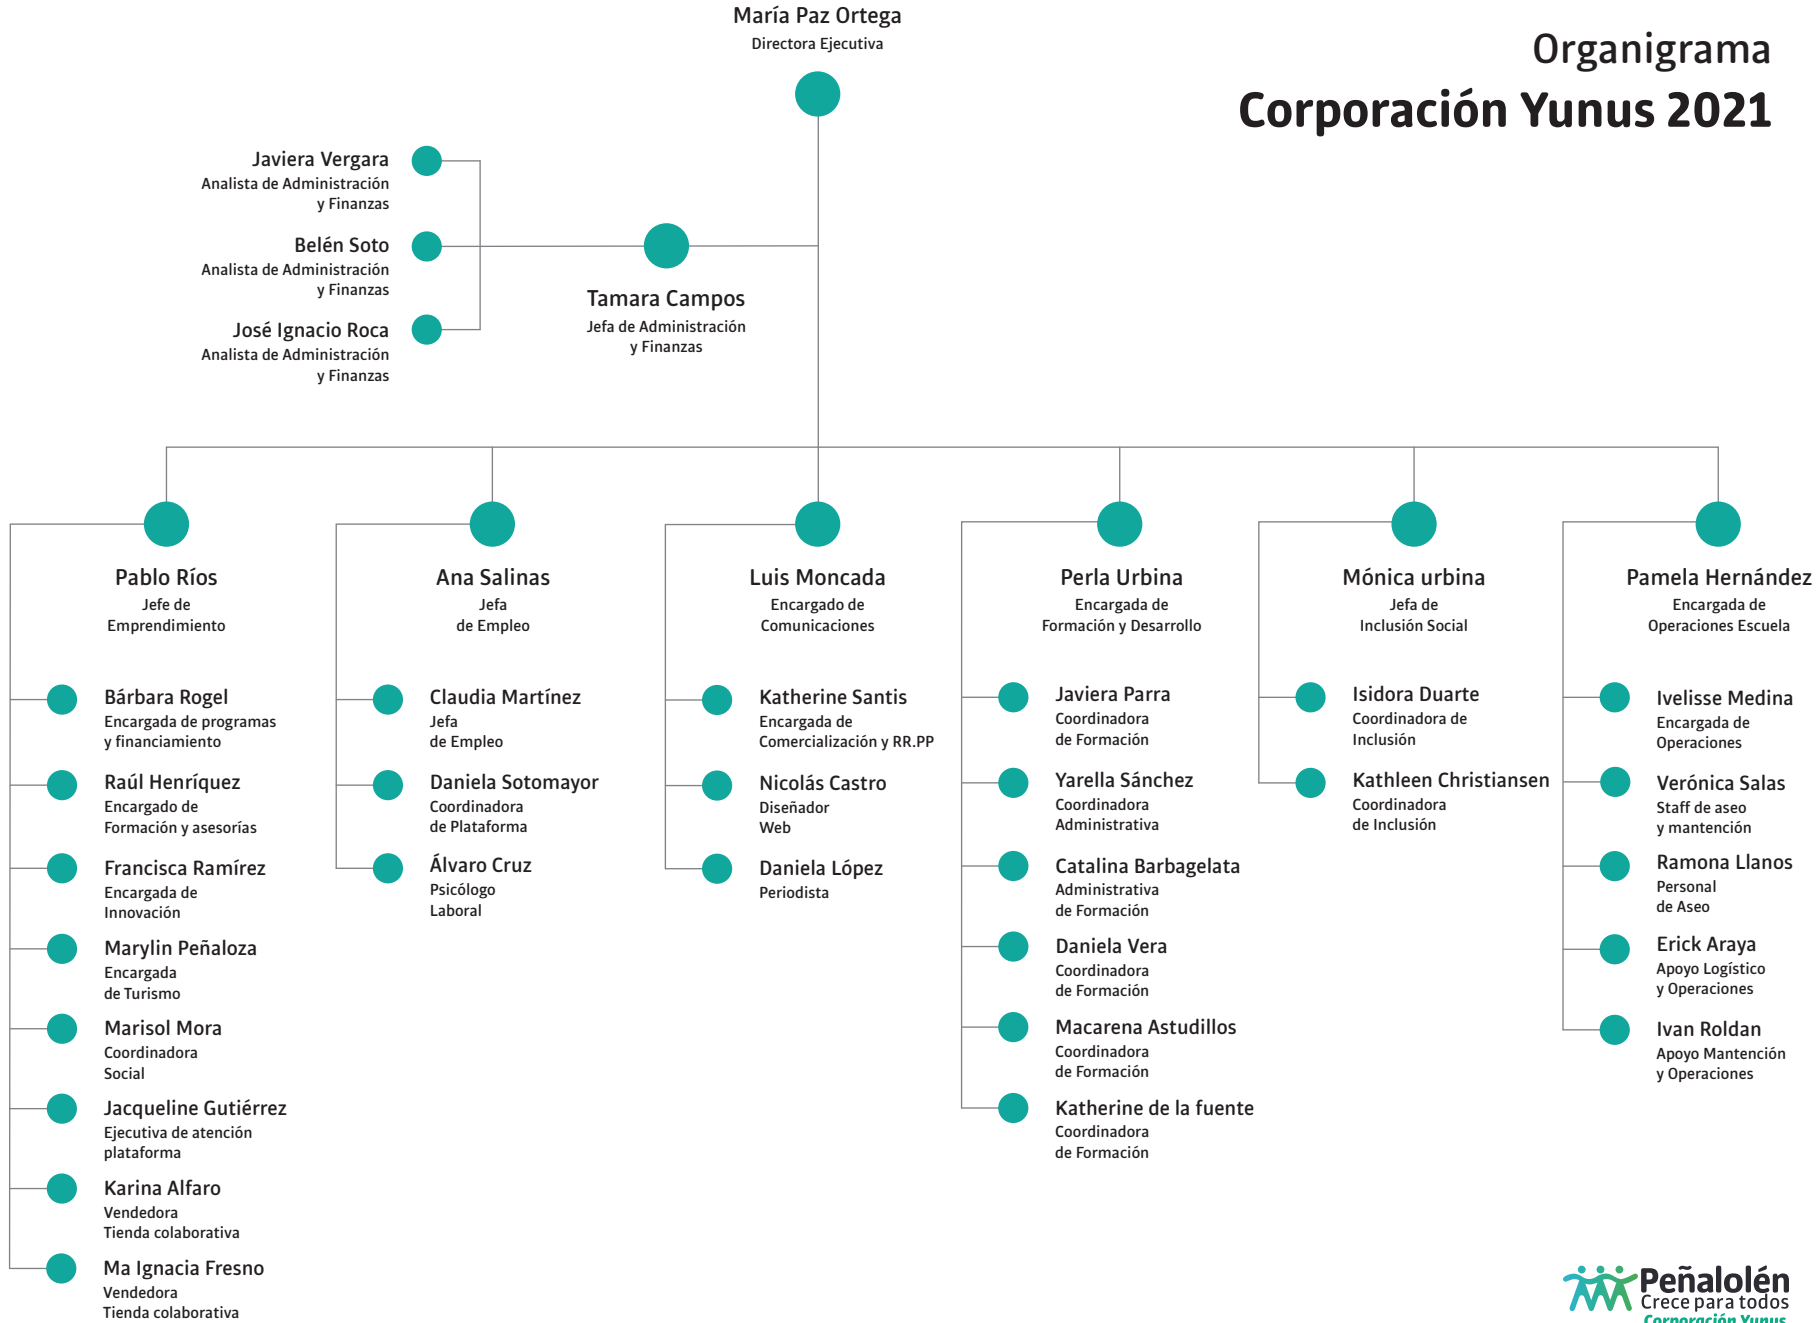 María Paz Ortega
Directora Ejecutiva
Organigrama
Corporación Yunus 2021
Javiera Vergara
Analista de Administración
y Finanzas
Belén Soto
Analista de Administración
y Finanzas
José Ignacio Roca
Analista de Administración
y Finanzas
Tamara Campos
Jefa de Administración
y Finanzas
Pablo Ríos
Jefe de
Emprendimiento
Bárbara Rogel
Encargada de programas
y financiamiento
Raúl Henríquez
Encargado de
Formación y asesorías
Francisca Ramírez
Encargada de
Innovación
Marylin Peñaloza
Encargada
de Turismo
Marisol Mora
Coordinadora
Social
Jacqueline Gutiérrez
Ejecutiva de atención
plataforma
Karina Alfaro
Vendedora
Tienda colaborativa
Ma Ignacia Fresno
Vendedora
Tienda colaborativa
Ana Salinas
Jefa
de Empleo
Claudia Martínez
Jefa
de Empleo
Daniela Sotomayor
Coordinadora
de Plataforma
Álvaro Cruz
Psicólogo
Laboral
Luis Moncada
Encargado de
Comunicaciones
Katherine Santis
Encargada de
Comercialización y RR.PP
Nicolás Castro
Diseñador
Web
Daniela López
Periodista
Perla Urbina
Encargada de
Formación y Desarrollo
Javiera Parra
Coordinadora
de Formación
Yarella Sánchez
Coordinadora
Administrativa
Catalina Barbagelata
Administrativa
de Formación
Daniela Vera
Coordinadora
de Formación
Macarena Astudillos
Coordinadora
de Formación
Katherine de la fuente
Coordinadora
de Formación
Mónica urbina
Jefa de
Inclusión Social
Isidora Duarte
Coordinadora de
Inclusión
Kathleen Christiansen
Coordinadora
de Inclusión
Pamela Hernández
Encargada de
Operaciones Escuela
Ivelisse Medina
Encargada de
Operaciones
Verónica Salas
Staff de aseo
y mantención
Ramona Llanos
Personal
de Aseo
Erick Araya
Apoyo Logístico
y Operaciones
Ivan Roldan
Apoyo Mantención
y Operaciones
Peñalolén
Crece para todos
Corporación Yunus